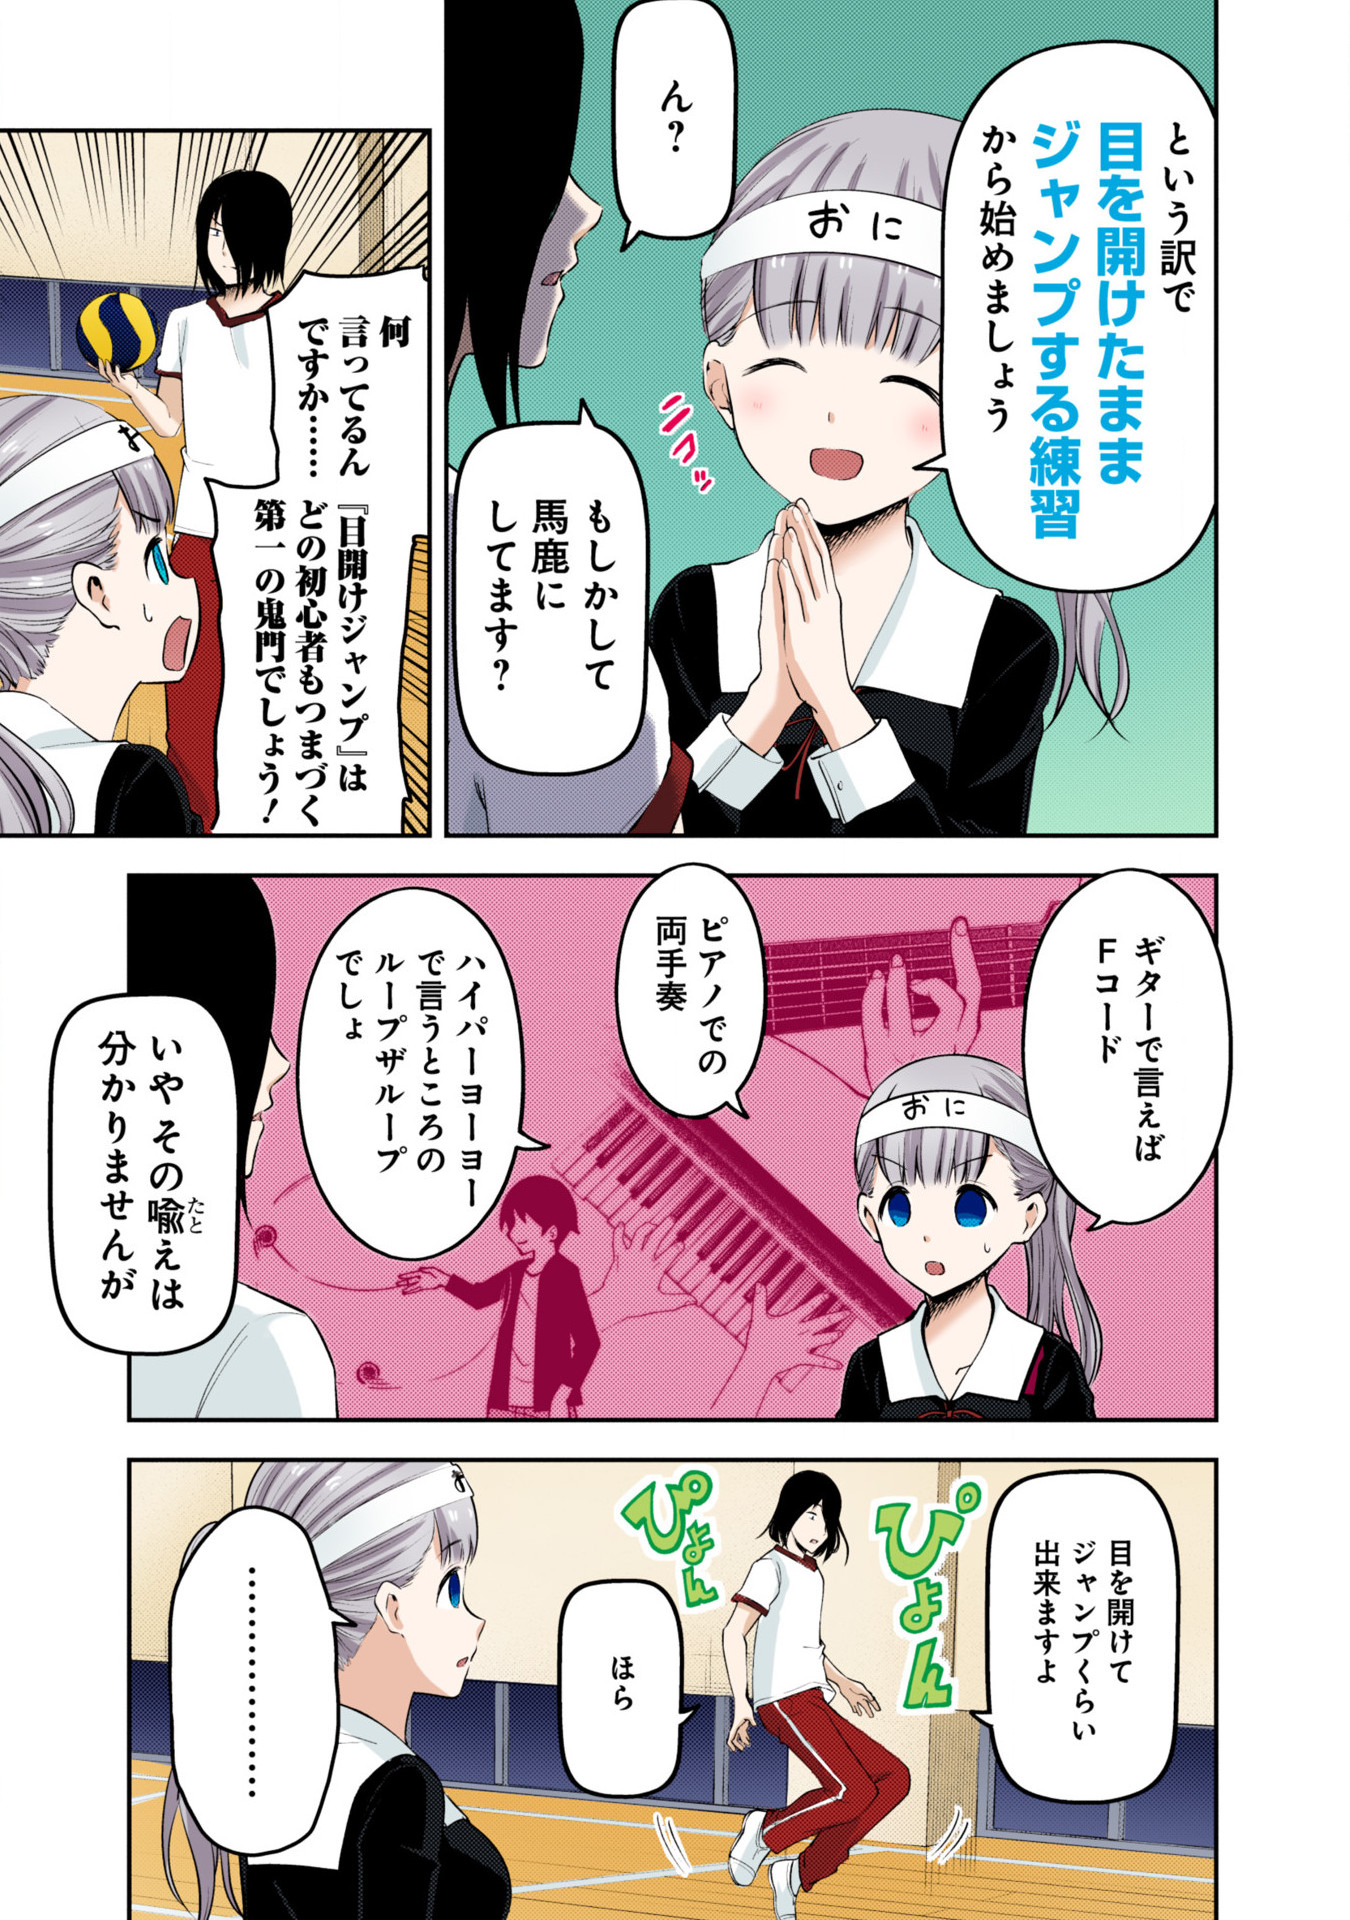 という訳で
目を開けたまま
ジャンプする練習
から始めましょう
おに
ん？
ニコッ
もしかして
馬鹿に
してます？
何
言ってるん
ですか……
『目開けジャンプ』は
どの初心者もつまづく
第一の鬼門でしょう！
お
ギターで言えば
Fコード
おに
ピアノでの
両手奏
ハイパーヨーヨー
で言うところの
ループザループ
でしょ
いや その喩えは
たと
分かりませんが
目を開けて
ジャンプくらい
出来ますよ
ぴょん
ぴょん
ほら
お
……………